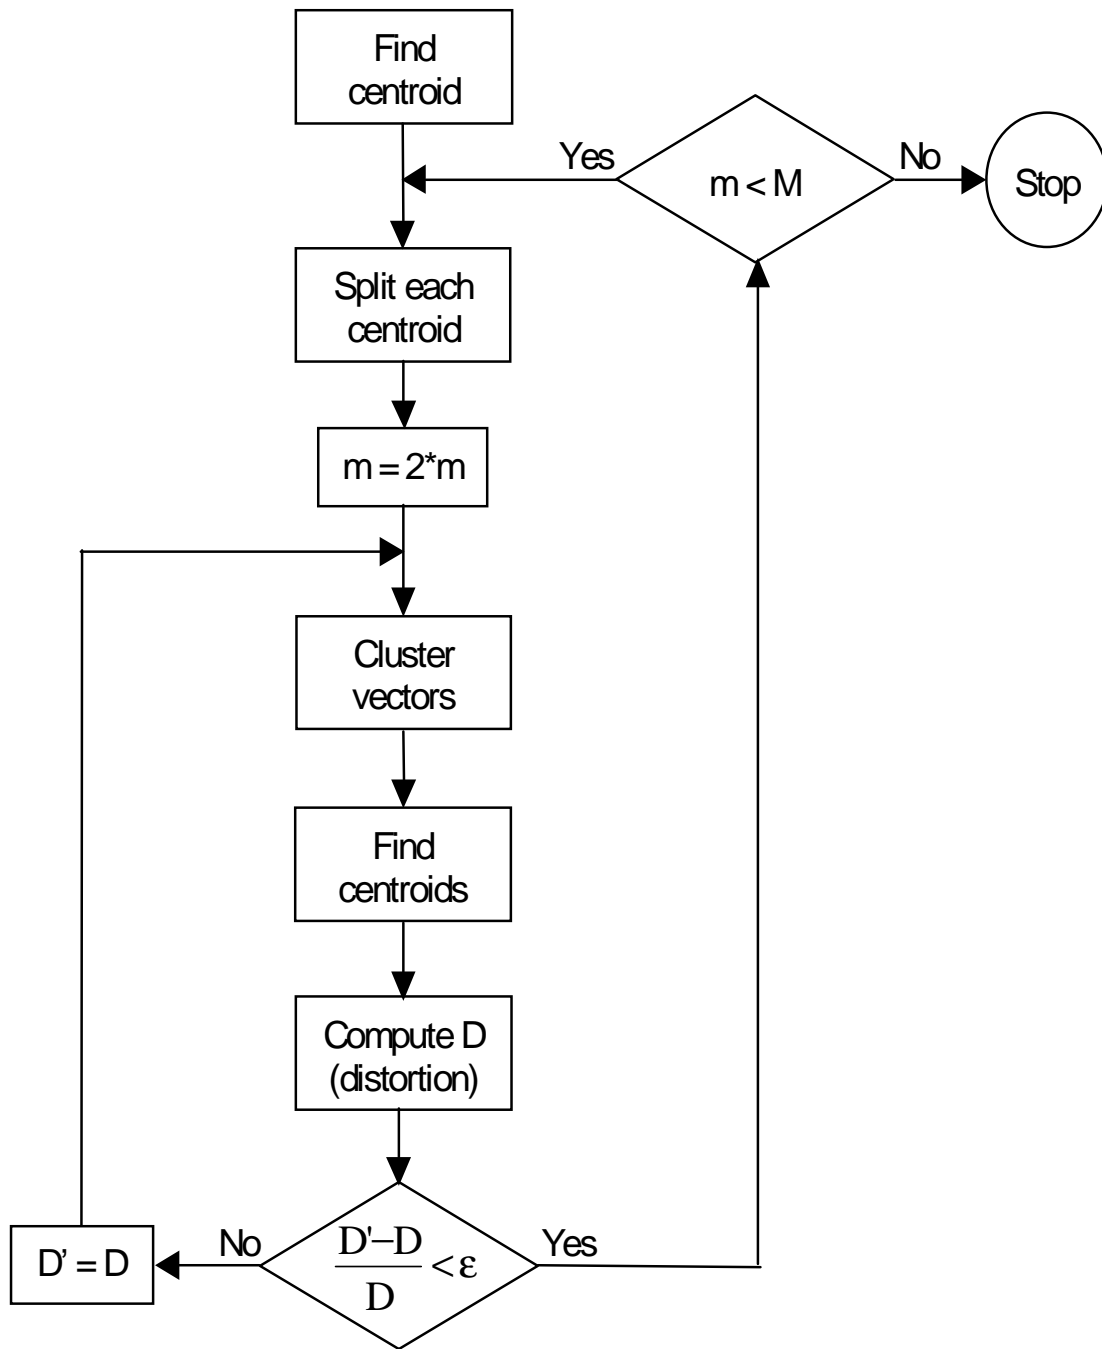 Find
centroid
Yes
m < M
No
Stop
Split each
centroid
m = 2*m
Cluster
vectors
Find
centroids
Compute D
(distortion)
D' = D
No
D'−D
D
< ε
Yes